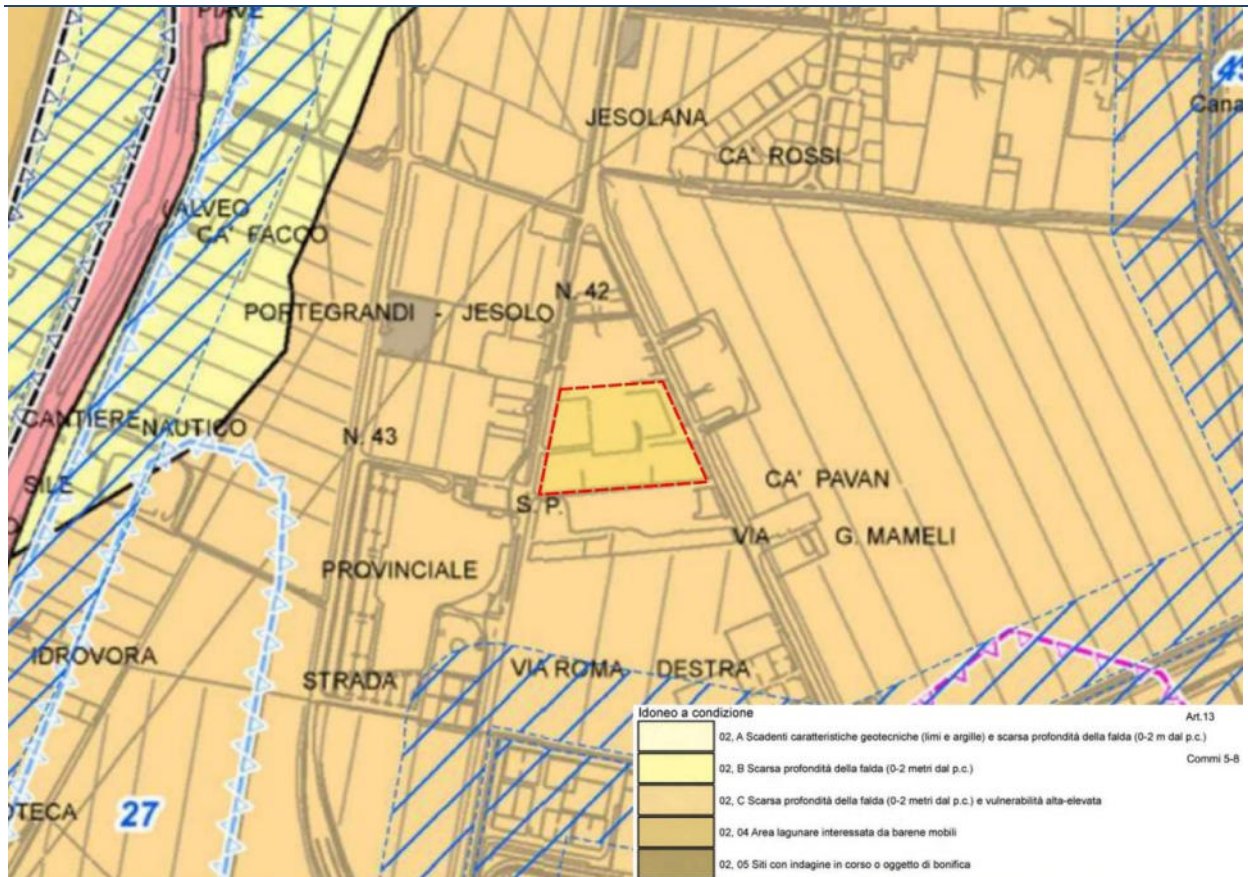 PIAVE
JESOLANA
CA' ROSSI
Cana
ALVEO
CA' FACCO
PORTEGRANDI - JESOLO
N. 42
CANTIERE NAUTICO
N. 43
SILE
S. P.
CA' PAVAN
VIA G. MAMELI
PROVINCIALE
IDROVORA
STRADA
VIA ROMA DESTRA
OTECA
27
Idoneo a condizione
Art.13
02, A Scadenti caratteristiche geotecniche (limi e argille) e scarsa profondità della falda (0-2 m dal p.c.)
Commi 5-8
02, B Scarsa profondità della falda (0-2 metri dal p.c.)
02, C Scarsa profondità della falda (0-2 metri dal p.c.) e vulnerabilità alta-elevata
02, 04 Area lagunare interessata da barene mobili
02, 05 Siti con indagine in corso o oggetto di bonifica